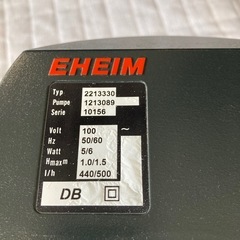 EHEIM
Typ 2213330
Pumpe 1213089
Serie 10156
Volt 100 ~
Hz 50/60
Watt 5/6
Hmax m 1.0/1.5
l/h 440/500
DB